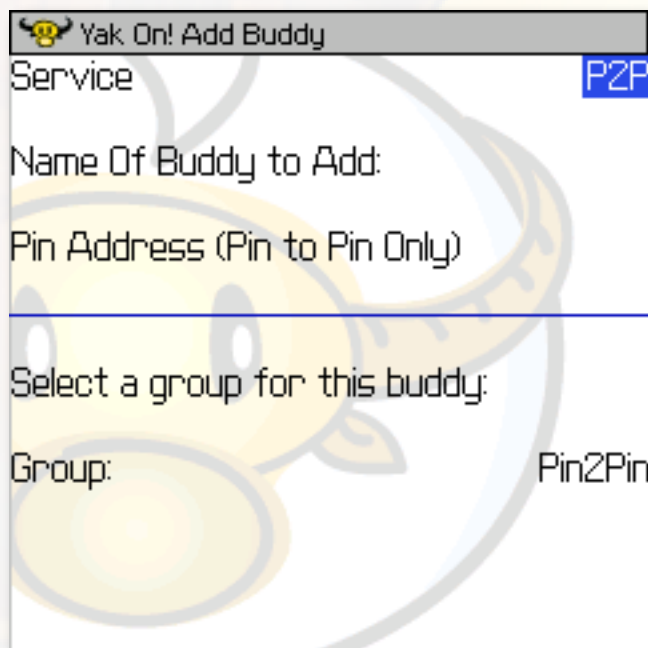 Yak On! Add Buddy
Service P2P
Name Of Buddy to Add:
Pin Address (Pin to Pin Only)
Select a group for this buddy:
Group: Pin2Pin